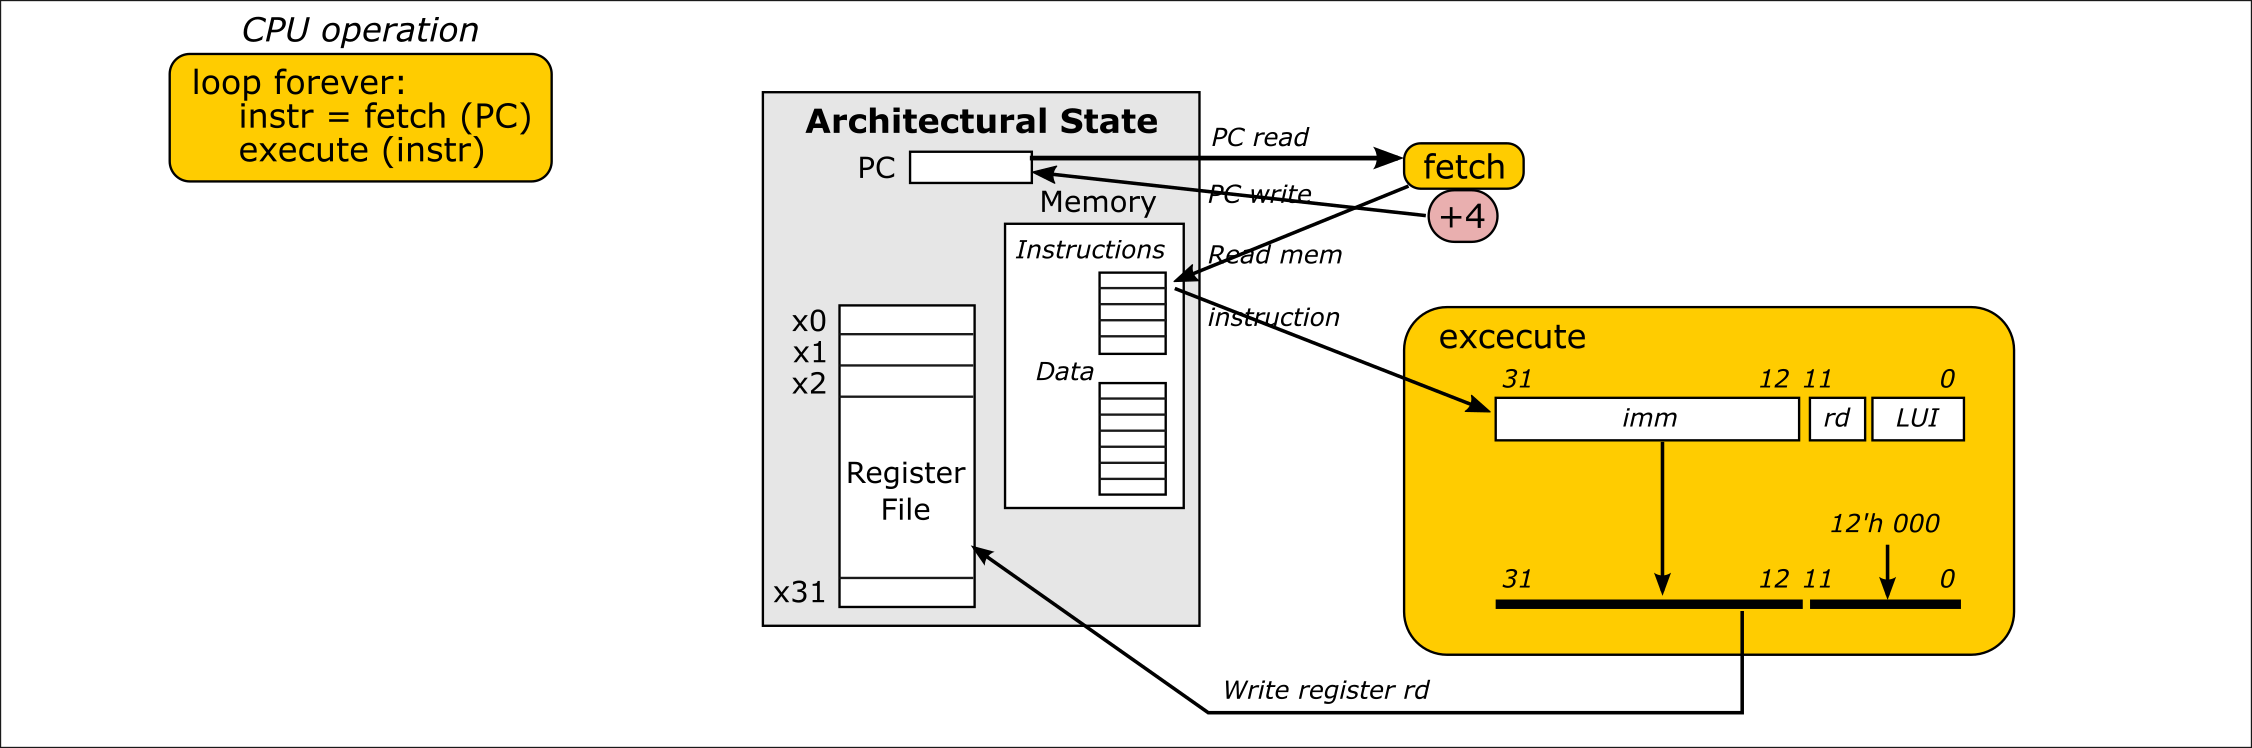 CPU operation
loop forever:
instr = fetch (PC)
execute (instr)
Architectural State
PC
PC read
fetch
PC write
+4
Memory
Instructions
Read mem
instruction
Data
x0
x1
x2
Register
File
x31
excecute
31 12 11 0
imm rd LUI
12'h 000
31 12 11 0
Write register rd